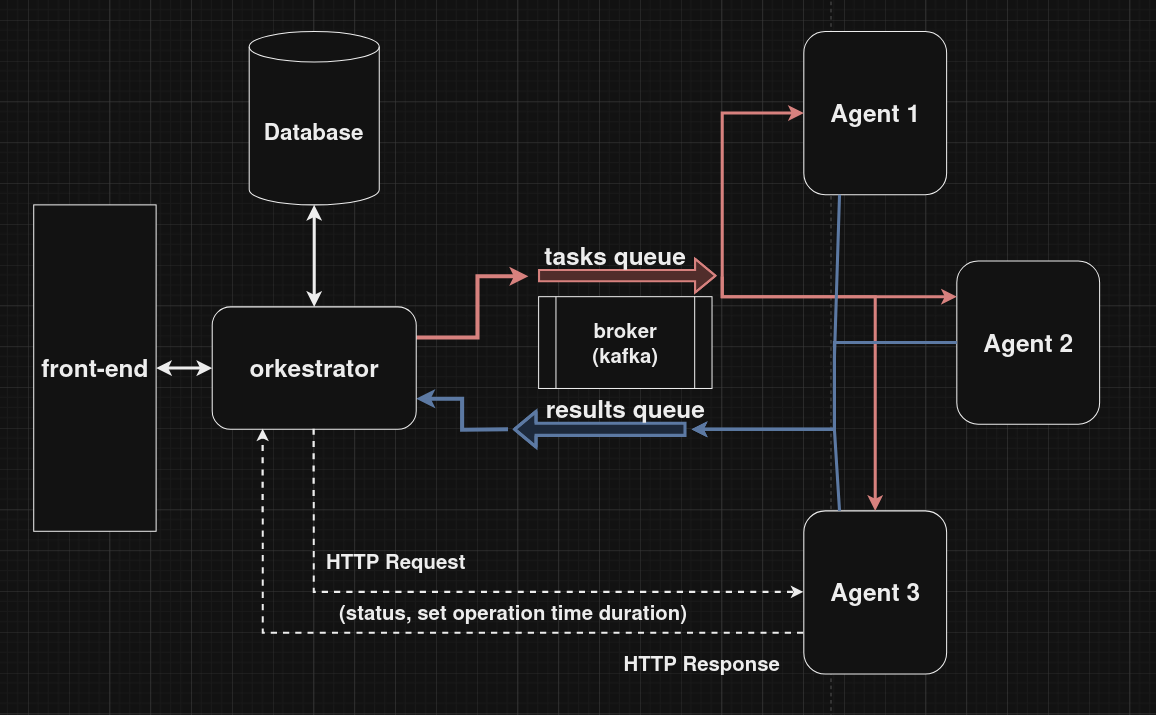 Agent 1
Database
tasks queue
broker
(kafka)
Agent 2
front-end
orkestrator
results queue
HTTP Request
(status, set operation time duration)
Agent 3
HTTP Response